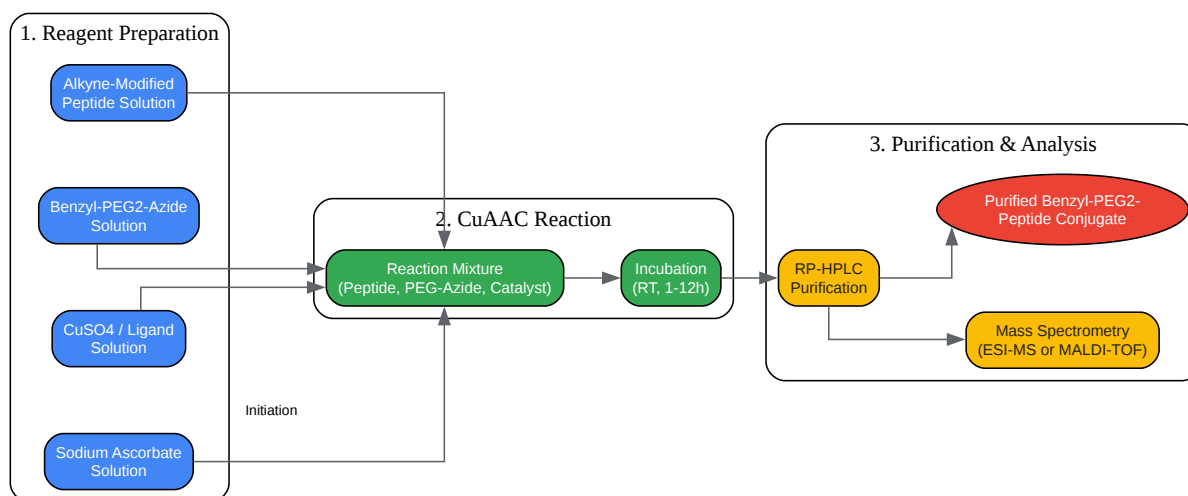 1. Reagent Preparation
Alkyne-Modified
Peptide Solution
Benzyl-PEG2-Azide
Solution
CuSO4 / Ligand
Solution
Sodium Ascorbate
Solution
Initiation
2. CuAAC Reaction
Reaction Mixture
(Peptide, PEG-Azide, Catalyst)
Incubation
(RT, 1-12h)
3. Purification & Analysis
RP-HPLC
Purification
Purified Benzyl-PEG2-
Peptide Conjugate
Mass Spectrometry
(ESI-MS or MALDI-TOF)